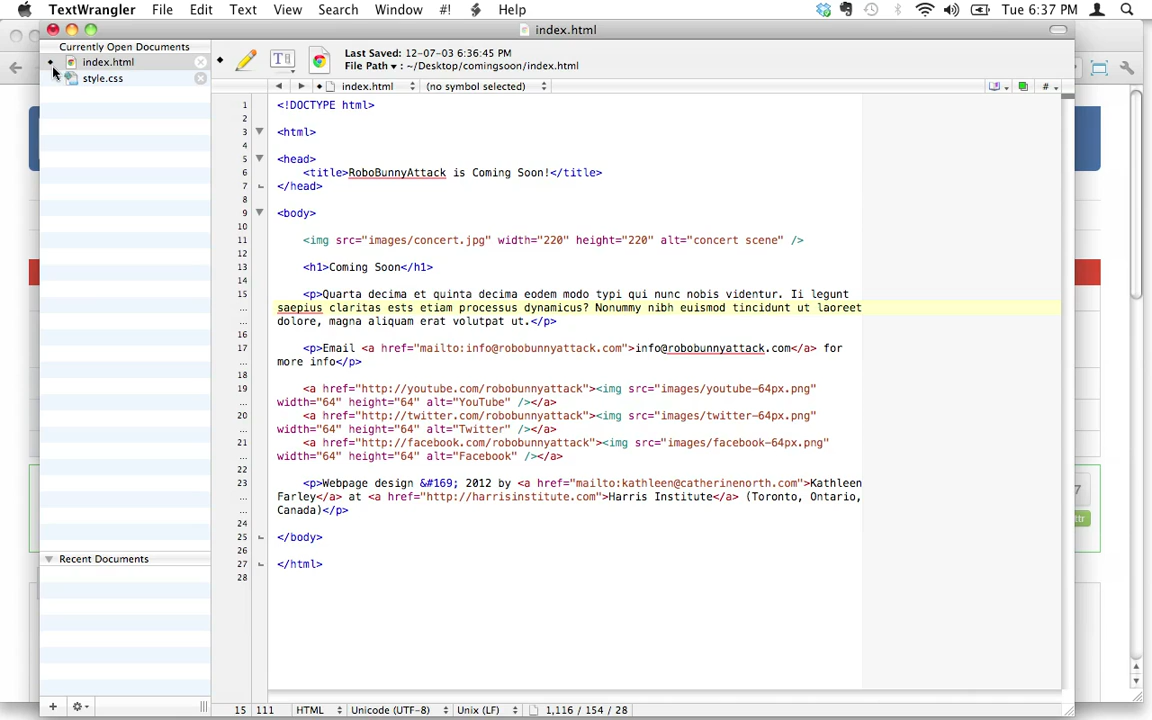 TextWrangler File Edit Text View Search Window #! Help Tue 6:37 PM
index.html
Currently Open Documents
index.html
style.css
Last Saved: 12-07-03 6:36:45 PM
File Path ▾ : ~/Desktop/comingsoon/index.html
index.html (no symbol selected) #
1 <!DOCTYPE html>
2
3 <html>
4
5 <head>
6 <title>RoboBunnyAttack is Coming Soon!</title>
7 </head>
8
9 <body>
10
11 <img src="images/concert.jpg" width="220" height="220" alt="concert scene" />
12
13 <h1>Coming Soon</h1>
14
15 <p>Quarta decima et quinta decima eodem modo typi qui nunc nobis videntur. Ii legunt
... saepius claritas ests etiam processus dynamicus? Nonummy nibh euismod tincidunt ut laoreet
... dolore, magna aliquam erat volutpat ut.</p>
16
17 <p>Email <a href="mailto:info@robobunnyattack.com">info@robobunnyattack.com</a> for
... more info</p>
18
19 <a href="http://youtube.com/robobunnyattack"><img src="images/youtube-64px.png"
... width="64" height="64" alt="YouTube" /></a>
20 <a href="http://twitter.com/robobunnyattack"><img src="images/twitter-64px.png"
... width="64" height="64" alt="Twitter" /></a>
21 <a href="http://facebook.com/robobunnyattack"><img src="images/facebook-64px.png"
... width="64" height="64" alt="Facebook" /></a>
22
23 <p>Webpage design &#169; 2012 by <a href="mailto:kathleen@catherinenorth.com">Kathleen
... Farley</a> at <a href="http://harrisinstitute.com">Harris Institute</a> (Toronto, Ontario,
... Canada)</p>
24
25 </body>
26
27 </html>
28
Recent Documents
15 111 HTML Unicode (UTF-8) Unix (LF) 1,116 / 154 / 28
7